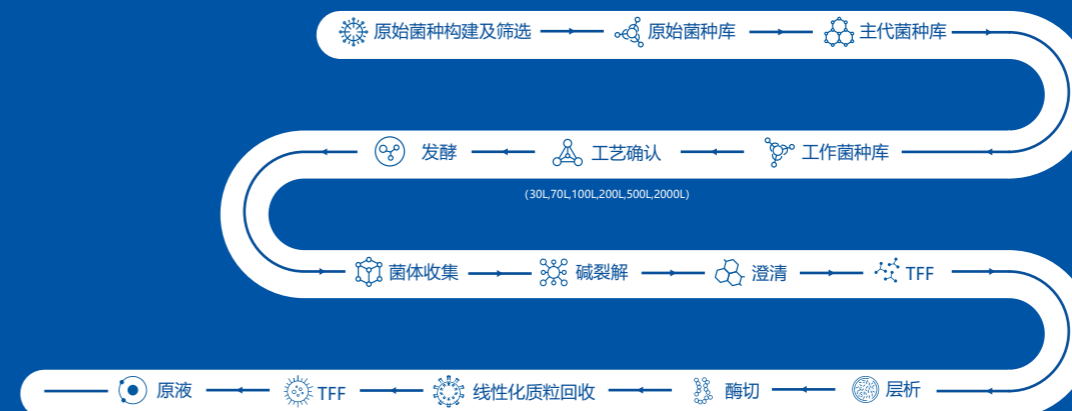 原始菌种构建及筛选 原始菌种库 主代菌种库
发酵 工艺确认 工作菌种库
(30L,70L,100L,200L,500L,2000L)
菌体收集 碱裂解 澄清 TFF
原液 TFF 线性化质粒回收 酶切 层析